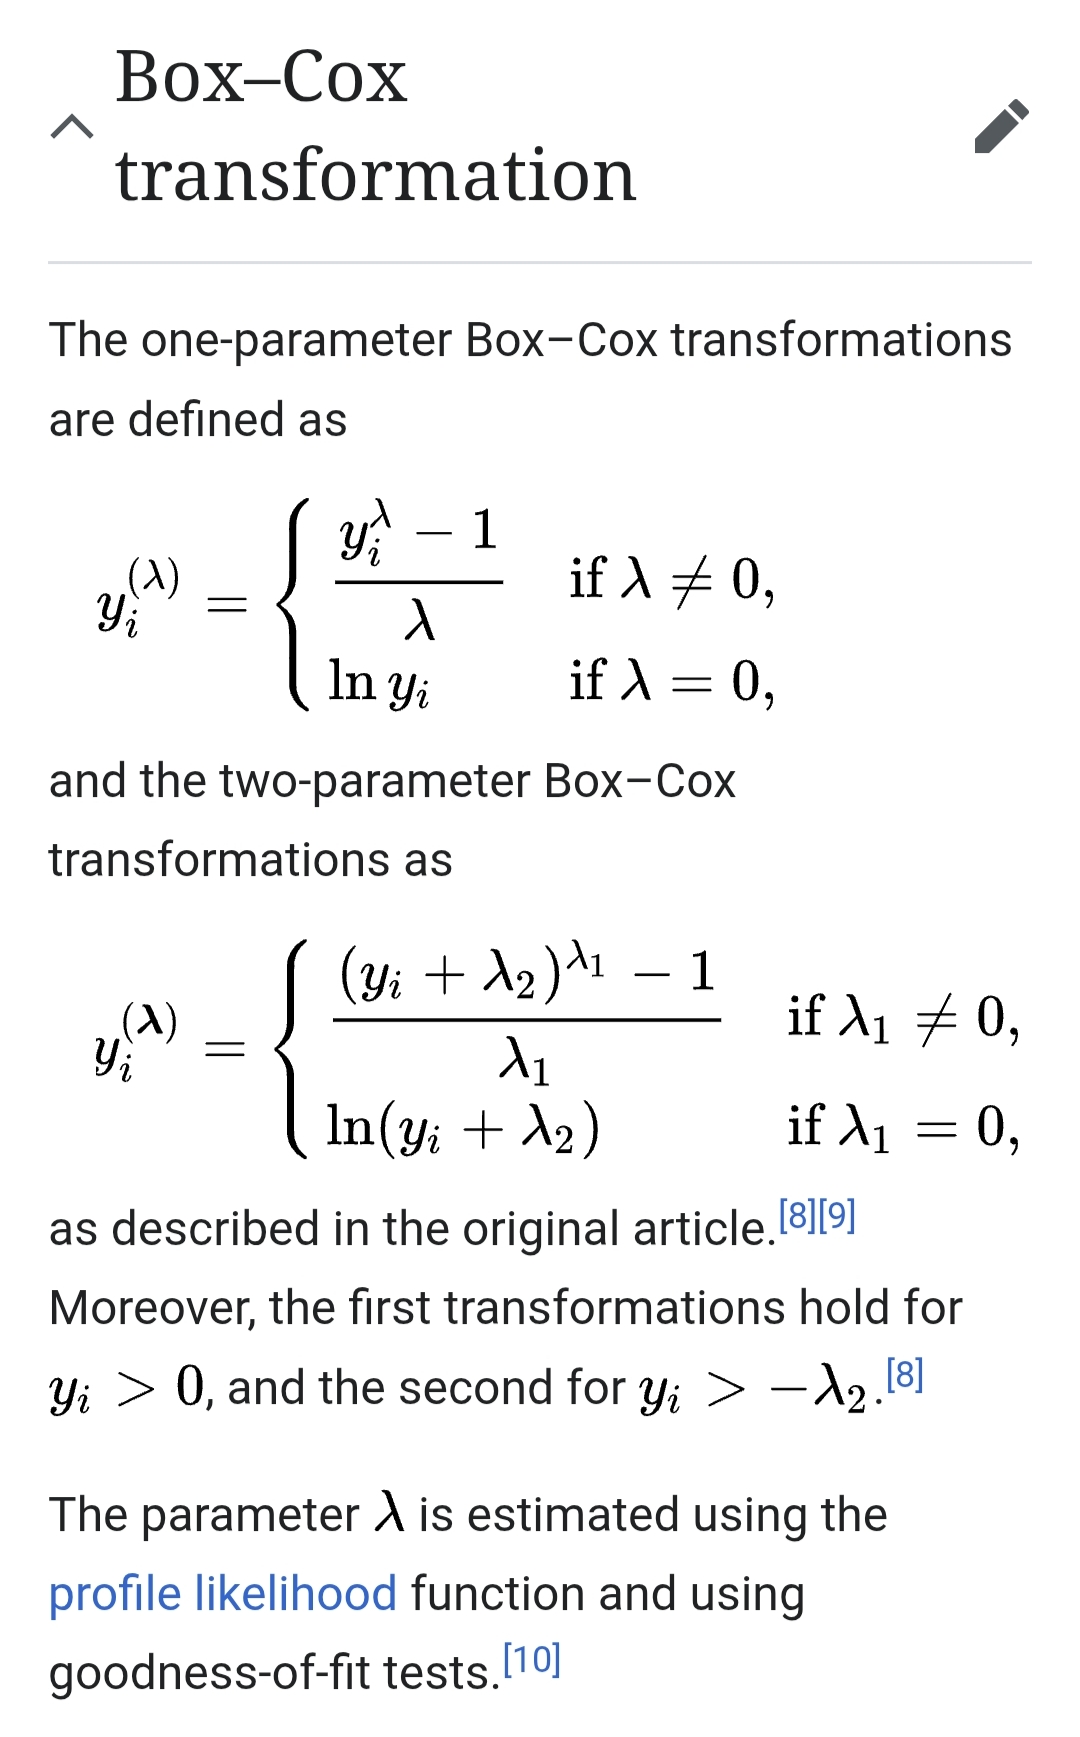 Box–Cox
transformation
The one-parameter Box–Cox transformations
are defined as
y_i^{(λ)} = { (y_i^λ − 1) / λ if λ ≠ 0,
ln y_i if λ = 0,
and the two-parameter Box–Cox
transformations as
y_i^{(λ)} = { ((y_i + λ_2)^{λ_1} − 1) / λ_1 if λ_1 ≠ 0,
ln(y_i + λ_2) if λ_1 = 0,
as described in the original article.[8][9]
Moreover, the first transformations hold for
y_i > 0, and the second for y_i > −λ_2.[8]
The parameter λ is estimated using the
profile likelihood function and using
goodness-of-fit tests.[10]